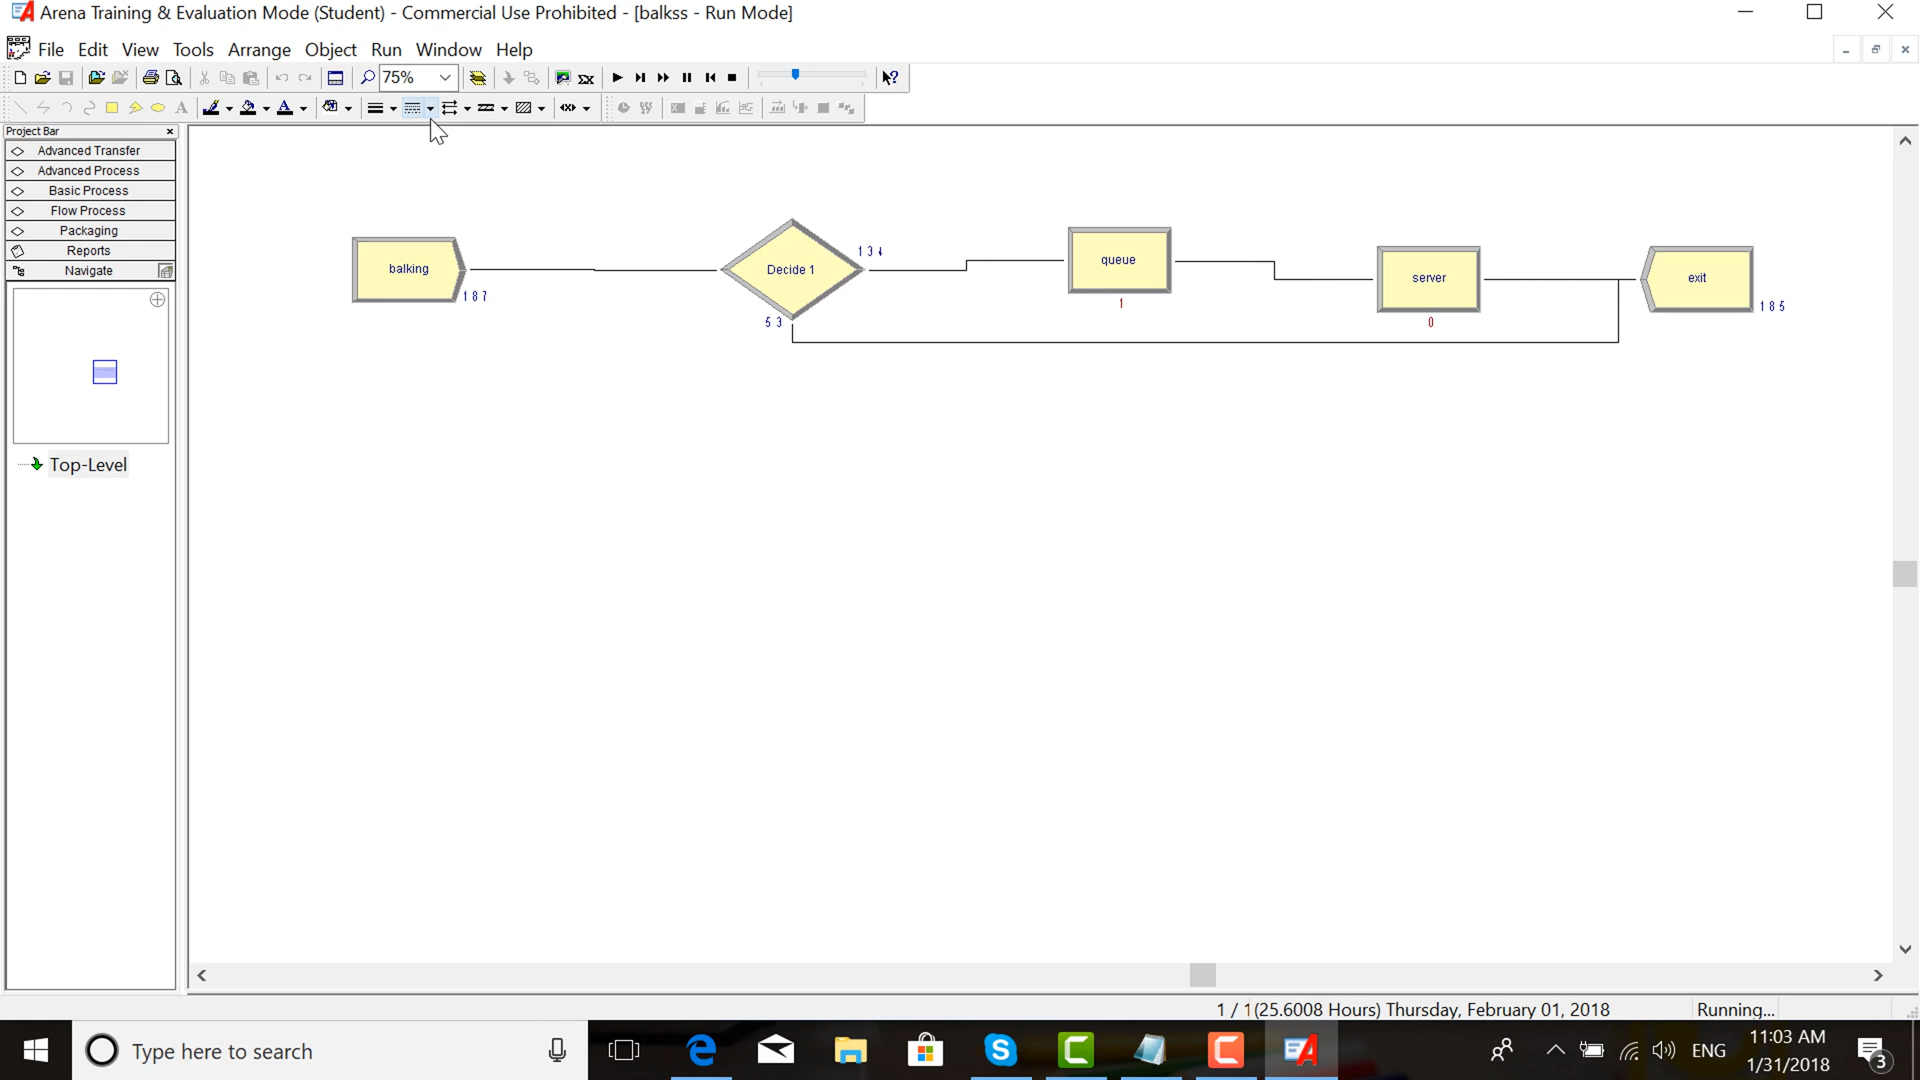 Arena Training & Evaluation Mode (Student) - Commercial Use Prohibited - [balkss - Run Mode]
File Edit View Tools Arrange Object Run Window Help
75%
Project Bar
Advanced Transfer
Advanced Process
Basic Process
Flow Process
Packaging
Reports
Navigate
Top-Level
balking
187
Decide 1
134
53
queue
1
server
0
exit
185
1 / 1(25.6008 Hours) Thursday, February 01, 2018
Running...
Type here to search
ENG
11:03 AM
1/31/2018
3